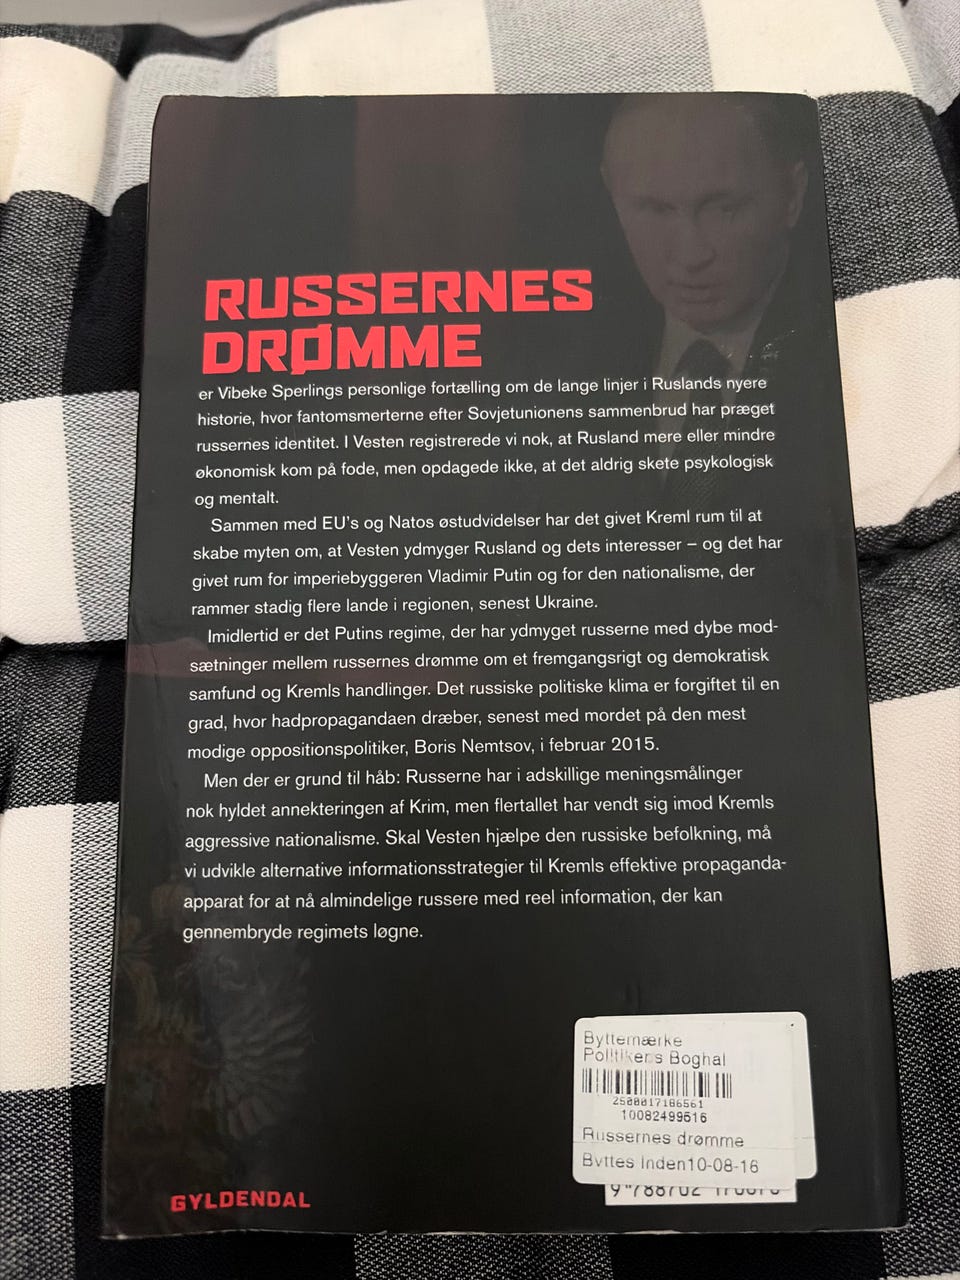 RUSSERNES
DRØMME
er Vibeke Sperlings personlige fortælling om de lange linjer i Ruslands nyere
historie, hvor fantomsmerterne efter Sovjetunionens sammenbrud har præget
russernes identitet. I Vesten registrerede vi nok, at Rusland mere eller mindre
økonomisk kom på fode, men opdagede ikke, at det aldrig skete psykologisk
og mentalt.
Sammen med EU's og Natos østudvidelser har det givet Kreml rum til at
skabe myten om, at Vesten ydmyger Rusland og dets interesser – og det har
givet rum for imperiebyggeren Vladimir Putin og for den nationalisme, der
rammer stadig flere lande i regionen, senest Ukraine.
Imidlertid er det Putins regime, der har ydmyget russerne med dybe mod-
sætninger mellem russernes drømme om et fremgangsrigt og demokratisk
samfund og Kremls handlinger. Det russiske politiske klima er forgiftet til en
grad, hvor hadpropagandaen dræber, senest med mordet på den mest
modige oppositionspolitiker, Boris Nemtsov, i februar 2015.
Men der er grund til håb: Russerne har i adskillige meningsmålinger
nok hyldet annekteringen af Krim, men flertallet har vendt sig imod Kremls
aggressive nationalisme. Skal Vesten hjælpe den russiske befolkning, må
vi udvikle alternative informationsstrategier til Kremls effektive propaganda-
apparat for at nå almindelige russere med reel information, der kan
gennembryde regimets løgne.
Byttemærke
Politikens Boghal
2500017186561
10082499516
Russernes drømme
Byttes Inden10-08-16
GYLDENDAL